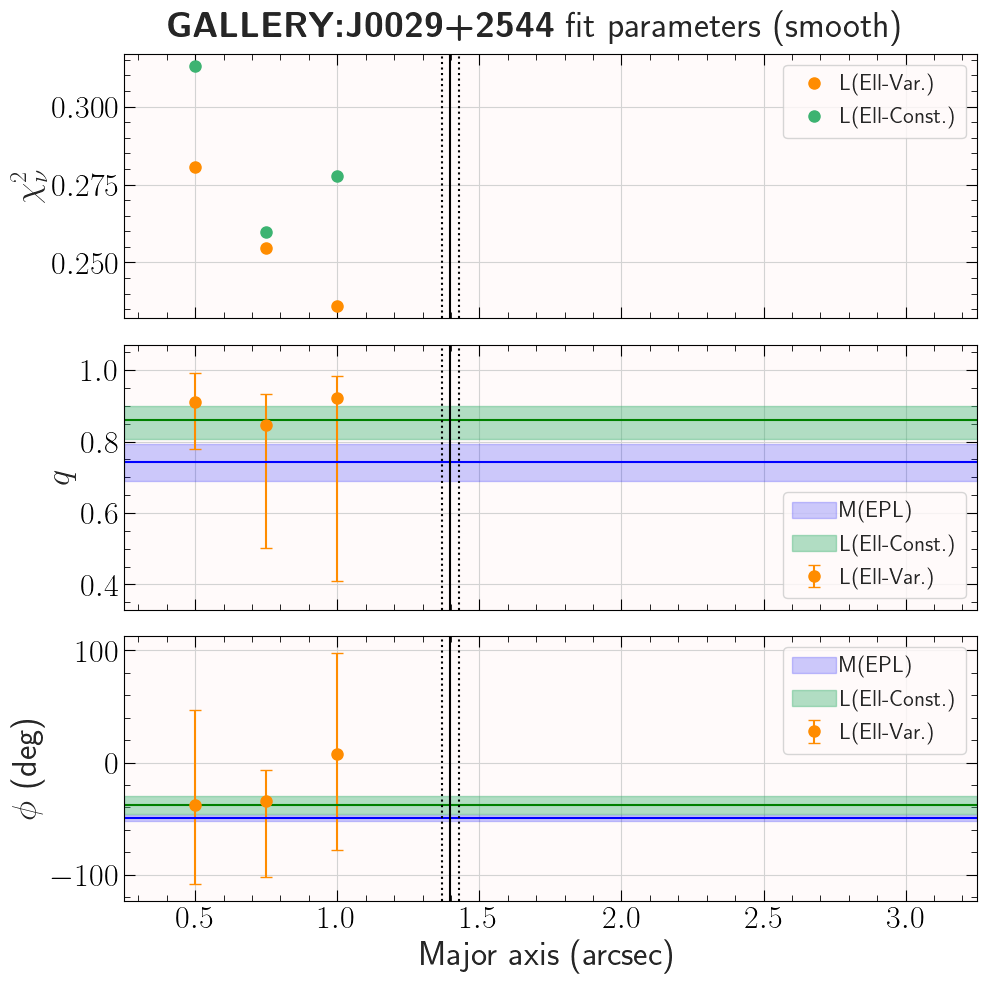 GALLERY:J0029+2544 fit parameters (smooth)
χ²ᵥ
0.300
0.275
0.250
L(Ell-Var.)
L(Ell-Const.)
q
1.0
0.8
0.6
0.4
M(EPL)
L(Ell-Const.)
L(Ell-Var.)
ϕ (deg)
100
0
−100
M(EPL)
L(Ell-Const.)
L(Ell-Var.)
0.5 1.0 1.5 2.0 2.5 3.0
Major axis (arcsec)